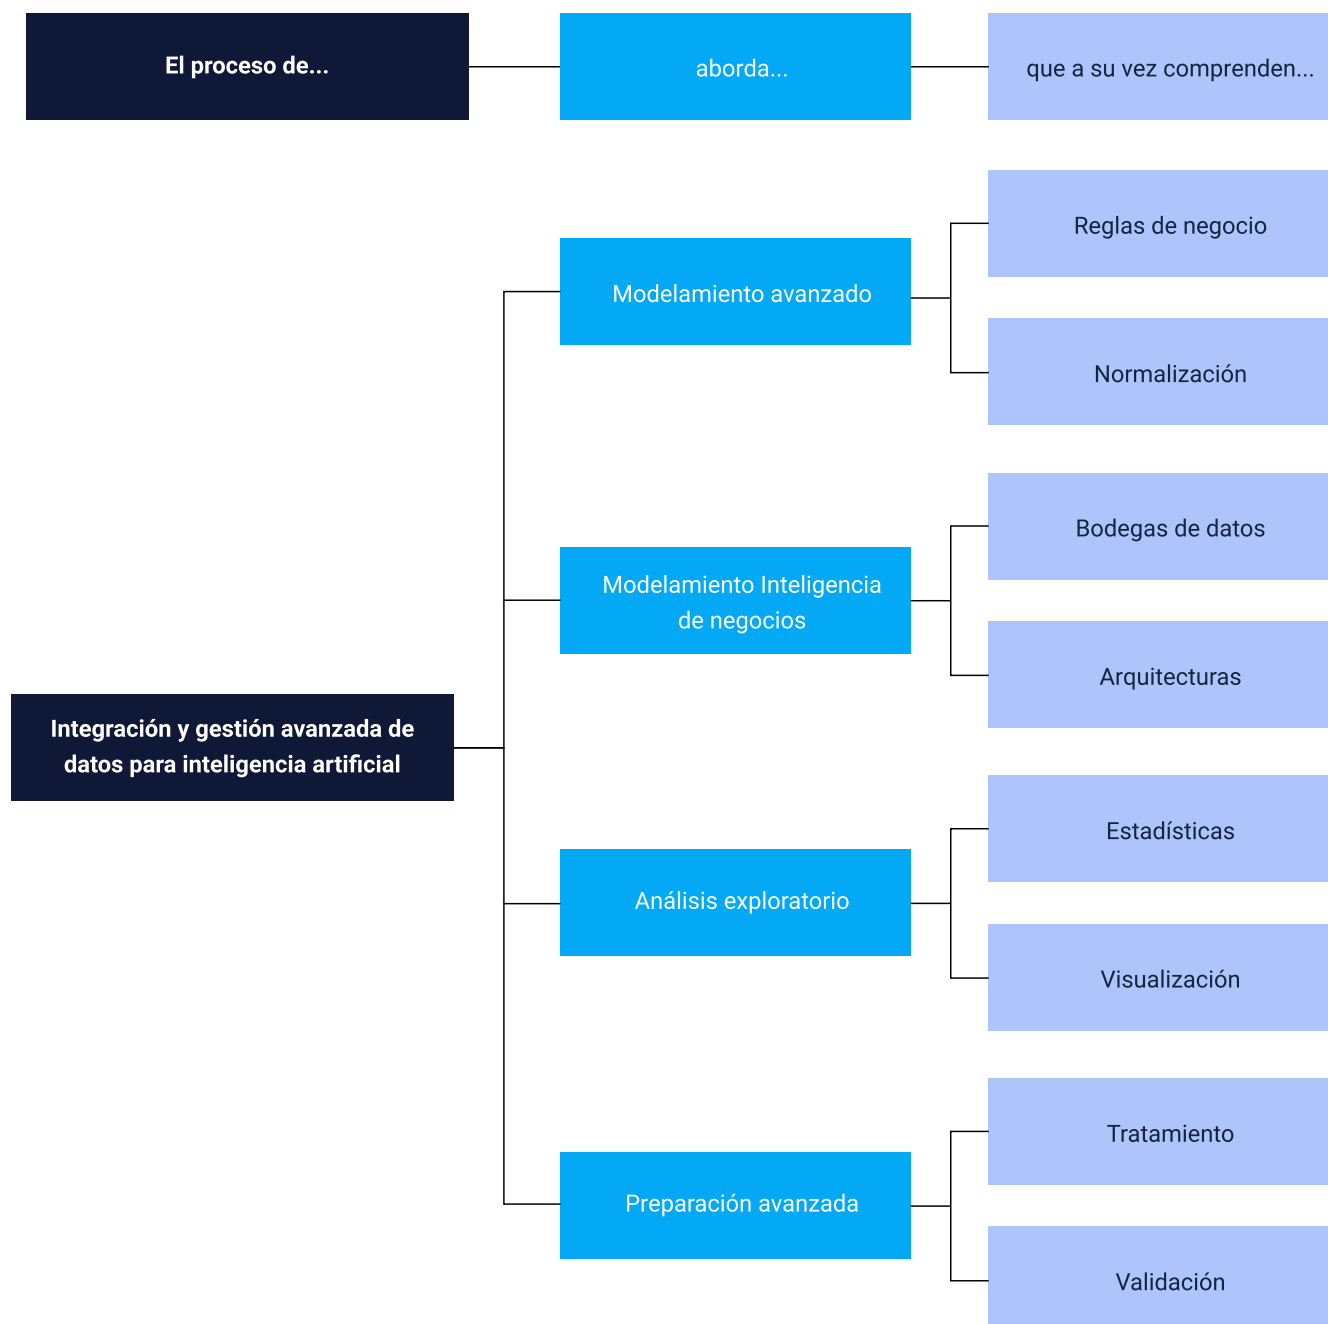 El proceso de...
aborda...
que a su vez comprenden...
Reglas de negocio
Modelamiento avanzado
Normalización
Bodegas de datos
Modelamiento Inteligencia
de negocios
Arquitecturas
Integración y gestión avanzada de
datos para inteligencia artificial
Estadísticas
Análisis exploratorio
Visualización
Tratamiento
Preparación avanzada
Validación